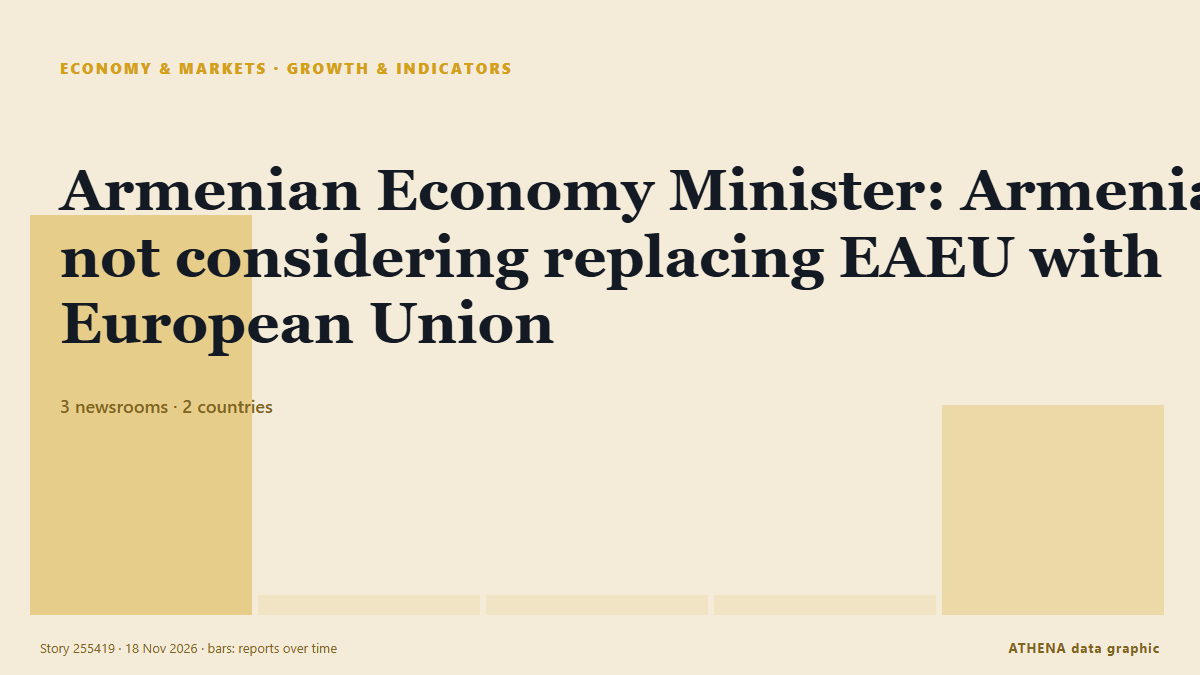 ECONOMY & MARKETS · GROWTH & INDICATORS
Armenian Economy Minister: Armenia
not considering replacing EAEU with
European Union
3 newsrooms · 2 countries
Story 255419 · 18 Nov 2026 · bars: reports over time
ATHENA data graphic